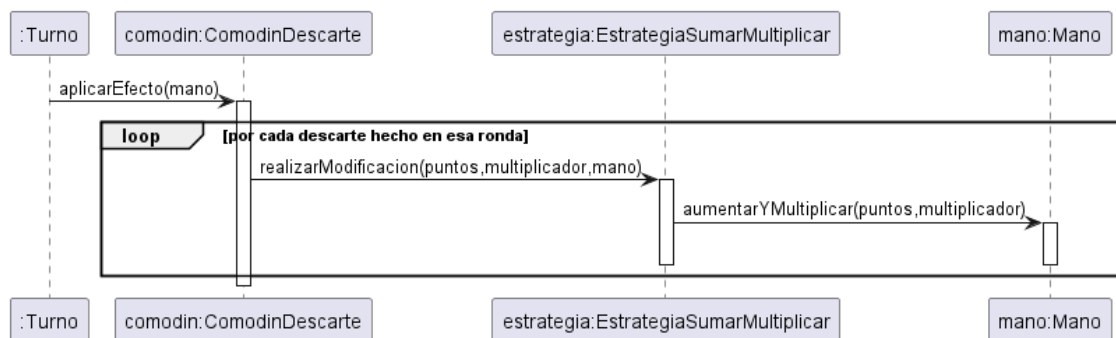 :Turno
comodin:ComodinDescarte
estrategia:EstrategiaSumarMultiplicar
mano:Mano
aplicarEfecto(mano)
loop
[por cada descarte hecho en esa ronda]
realizarModificacion(puntos,multiplicador,mano)
aumentarYMultiplicar(puntos,multiplicador)
:Turno
comodin:ComodinDescarte
estrategia:EstrategiaSumarMultiplicar
mano:Mano